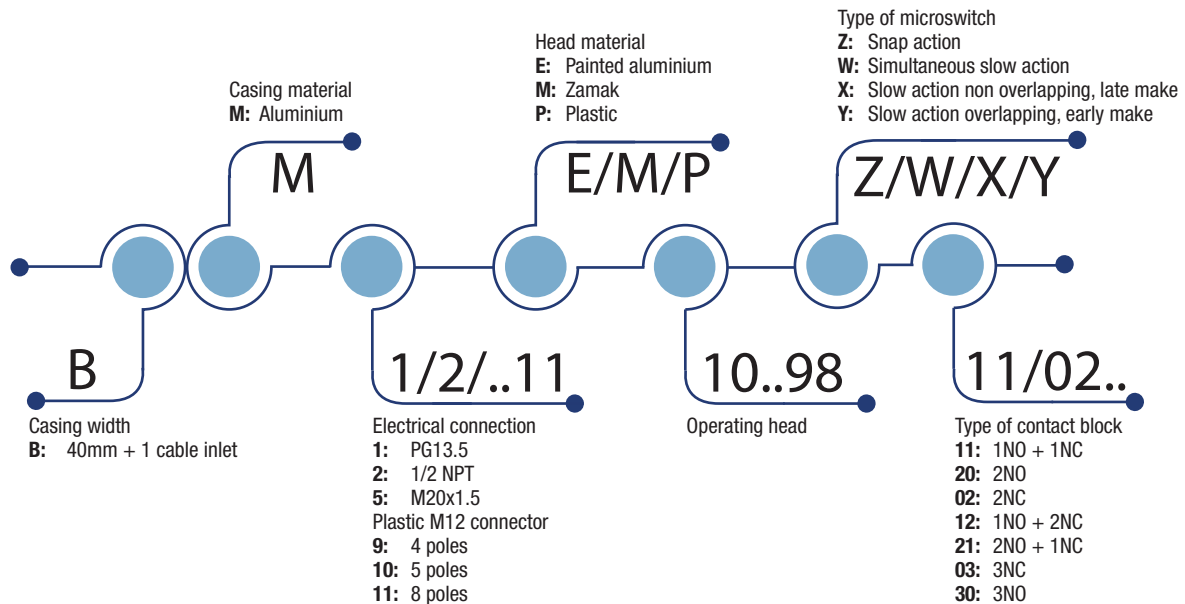 Type of microswitch
Z: Snap action
W: Simultaneous slow action
X: Slow action non overlapping, late make
Y: Slow action overlapping, early make
Head material
E: Painted aluminium
M: Zamak
P: Plastic
Casing material
M: Aluminium
M
E/M/P
Z/W/X/Y
B
1/2/..11
10..98
11/02..
Casing width
B: 40mm + 1 cable inlet
Electrical connection
1: PG13.5
2: 1/2 NPT
5: M20x1.5
Plastic M12 connector
9: 4 poles
10: 5 poles
11: 8 poles
Operating head
Type of contact block
11: 1NO + 1NC
20: 2NO
02: 2NC
12: 1NO + 2NC
21: 2NO + 1NC
03: 3NC
30: 3NO